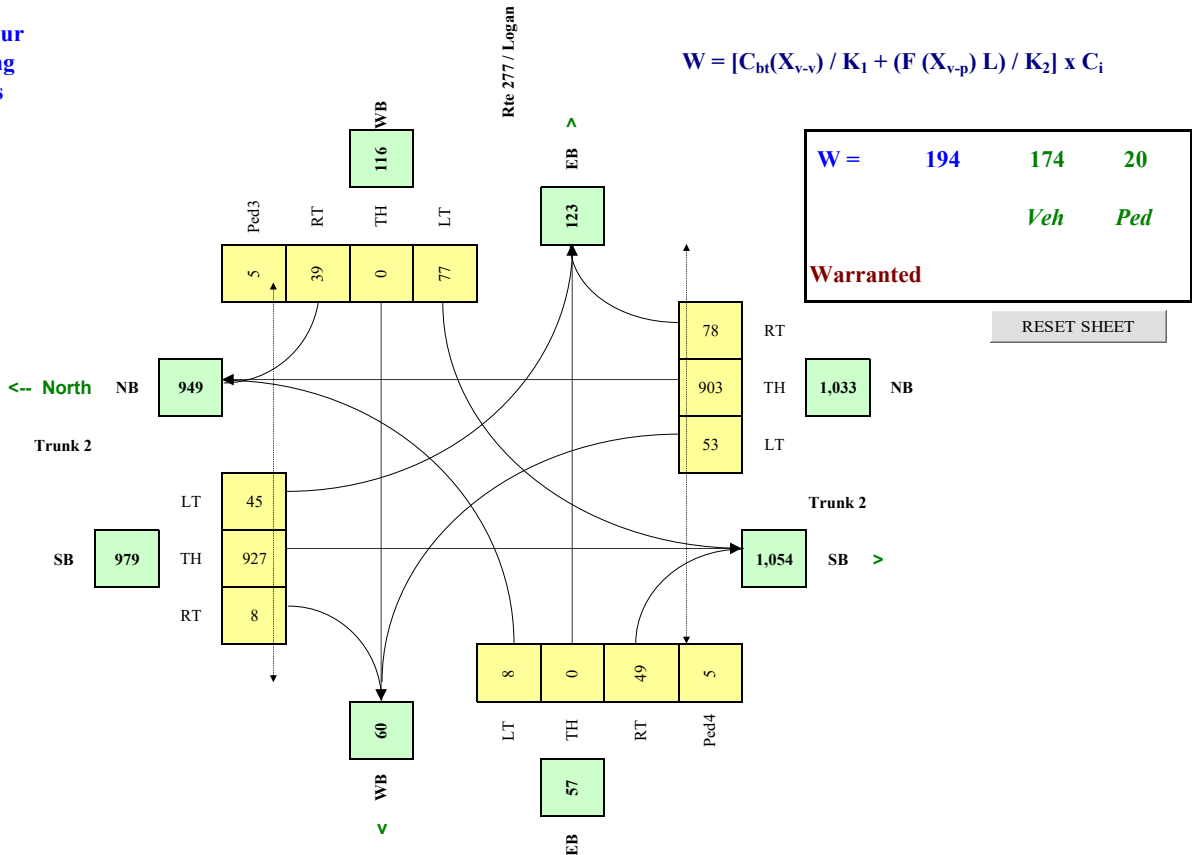 ur
ng
s
Rte 277 / Logan
W = [Cbt(Xv-v) / K1 + (F (Xv-p) L) / K2] x Ci
WB
116
^
EB
123
W = 194 174 20
Veh Ped
Warranted
RESET SHEET
Ped3 RT TH LT
5 39 0 77
78 RT
<-- North NB 949
903 TH 1,033 NB
53 LT
Trunk 2
LT 45
Trunk 2
SB 979 TH 927
1,054 SB >
RT 8
8 0 49 5
LT TH RT Ped4
60
WB
v
57
EB